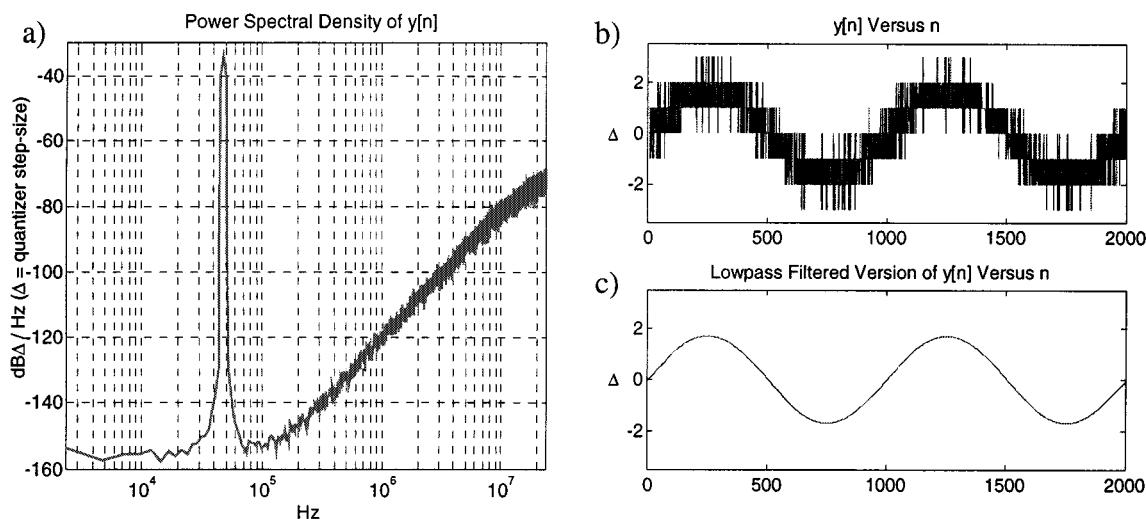 a)
Power Spectral Density of y[n]
dBΔ / Hz (Δ = quantizer step-size)
-40
-60
-80
-100
-120
-140
-160
10^4
10^5
10^6
10^7
Hz
b)
y[n] Versus n
Δ
2
0
-2
0
500
1000
1500
2000
c)
Lowpass Filtered Version of y[n] Versus n
Δ
2
0
-2
0
500
1000
1500
2000